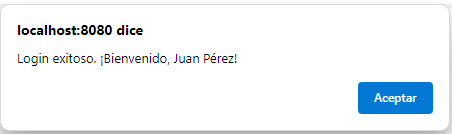 localhost:8080 dice
Login exitoso. ¡Bienvenido, Juan Pérez!
Aceptar